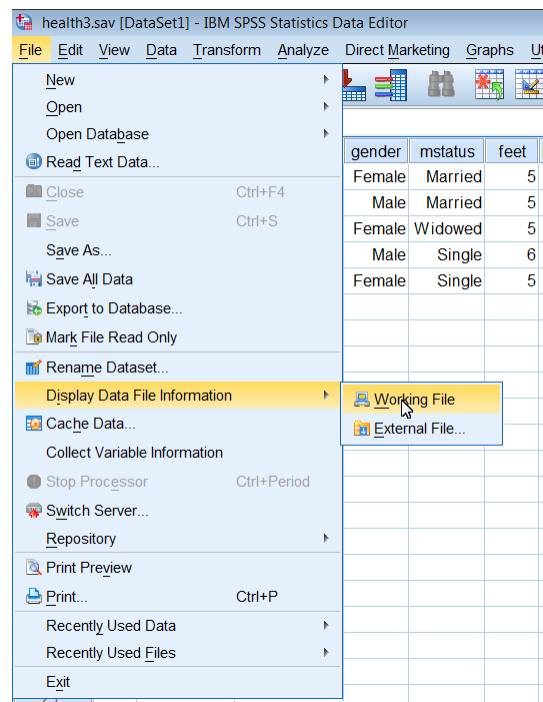 health3.sav [DataSet1] - IBM SPSS Statistics Data Editor
File Edit View Data Transform Analyze Direct Marketing Graphs Ut
New
Open
Open Database
Read Text Data...
Close Ctrl+F4
Save Ctrl+S
Save As...
Save All Data
Export to Database...
Mark File Read Only
Rename Dataset...
Display Data File Information
Cache Data...
Collect Variable Information
Stop Processor Ctrl+Period
Switch Server...
Repository
Print Preview
Print... Ctrl+P
Recently Used Data
Recently Used Files
Exit
Working File
External File...
gender mstatus feet
Female Married 5
Male Married 5
Female Widowed 5
Male Single 6
Female Single 5